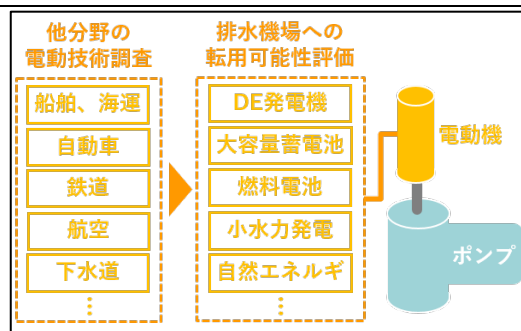 他分野の
電動技術調査
船舶、海運
自動車
鉄道
航空
下水道
⋮
排水機場への
転用可能性評価
DE発電機
大容量蓄電池
燃料電池
小水力発電
自然エネルギ
⋮
電動機
ポンプ